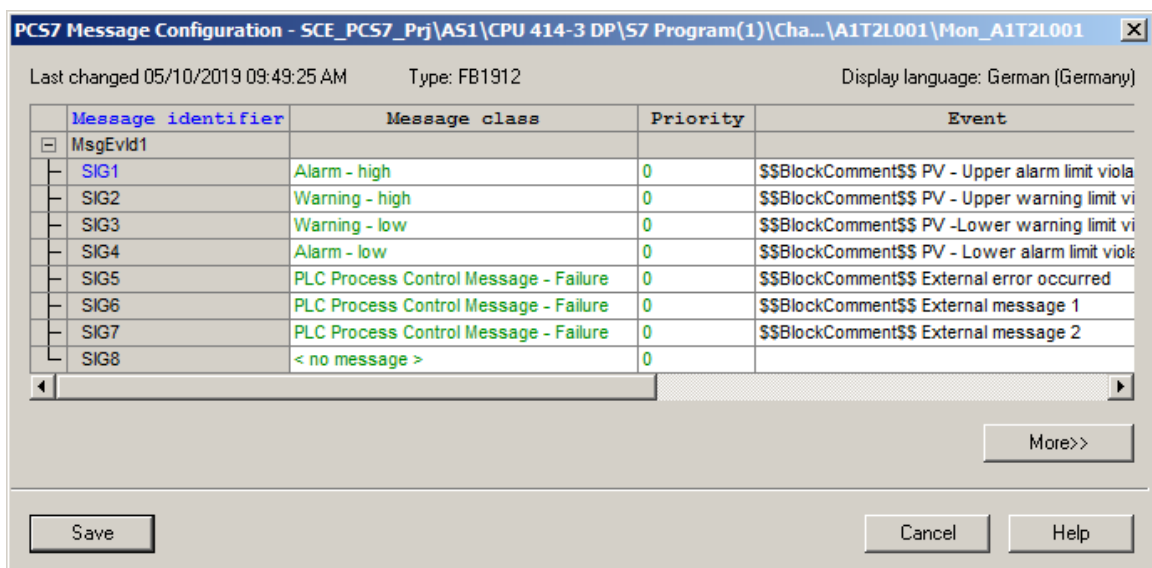 PCS7 Message Configuration - SCE_PCS7_Prj\AS1\CPU 414-3 DP\S7 Program(1)\Cha...\A1T2L001\Mon_A1T2L001
Last changed 05/10/2019 09:49:25 AM Type: FB1912 Display language: German (Germany)
Message identifier Message class Priority Event
MsgEvId1
SIG1 Alarm - high 0 $$BlockComment$$ PV - Upper alarm limit viola
SIG2 Warning - high 0 $$BlockComment$$ PV - Upper warning limit vi
SIG3 Warning - low 0 $$BlockComment$$ PV -Lower warning limit vi
SIG4 Alarm - low 0 $$BlockComment$$ PV - Lower alarm limit viola
SIG5 PLC Process Control Message - Failure 0 $$BlockComment$$ External error occurred
SIG6 PLC Process Control Message - Failure 0 $$BlockComment$$ External message 1
SIG7 PLC Process Control Message - Failure 0 $$BlockComment$$ External message 2
SIG8 < no message > 0
More>>
Save Cancel Help